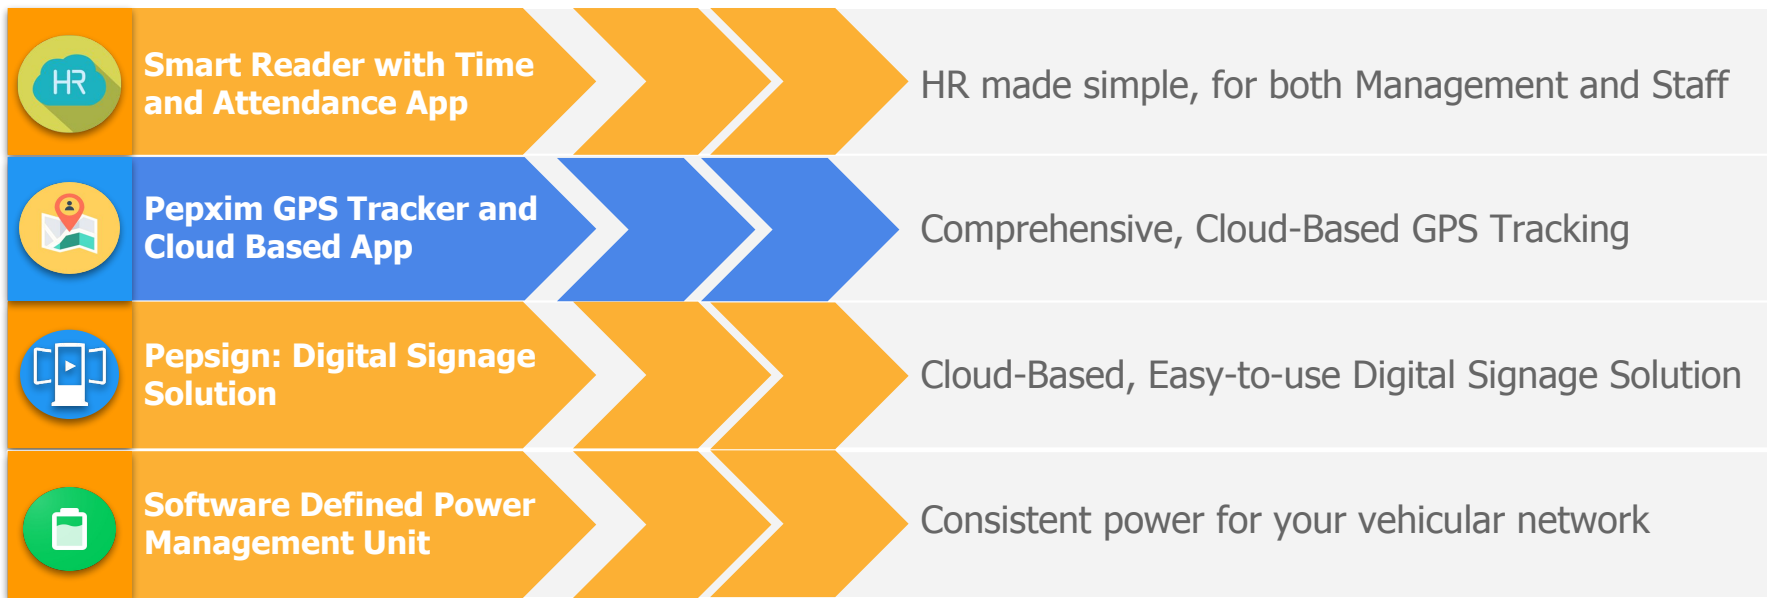 HR
Smart Reader with Time
and Attendance App
HR made simple, for both Management and Staff
Pepxim GPS Tracker and
Cloud Based App
Comprehensive, Cloud-Based GPS Tracking
Pepsign: Digital Signage
Solution
Cloud-Based, Easy-to-use Digital Signage Solution
Software Defined Power
Management Unit
Consistent power for your vehicular network